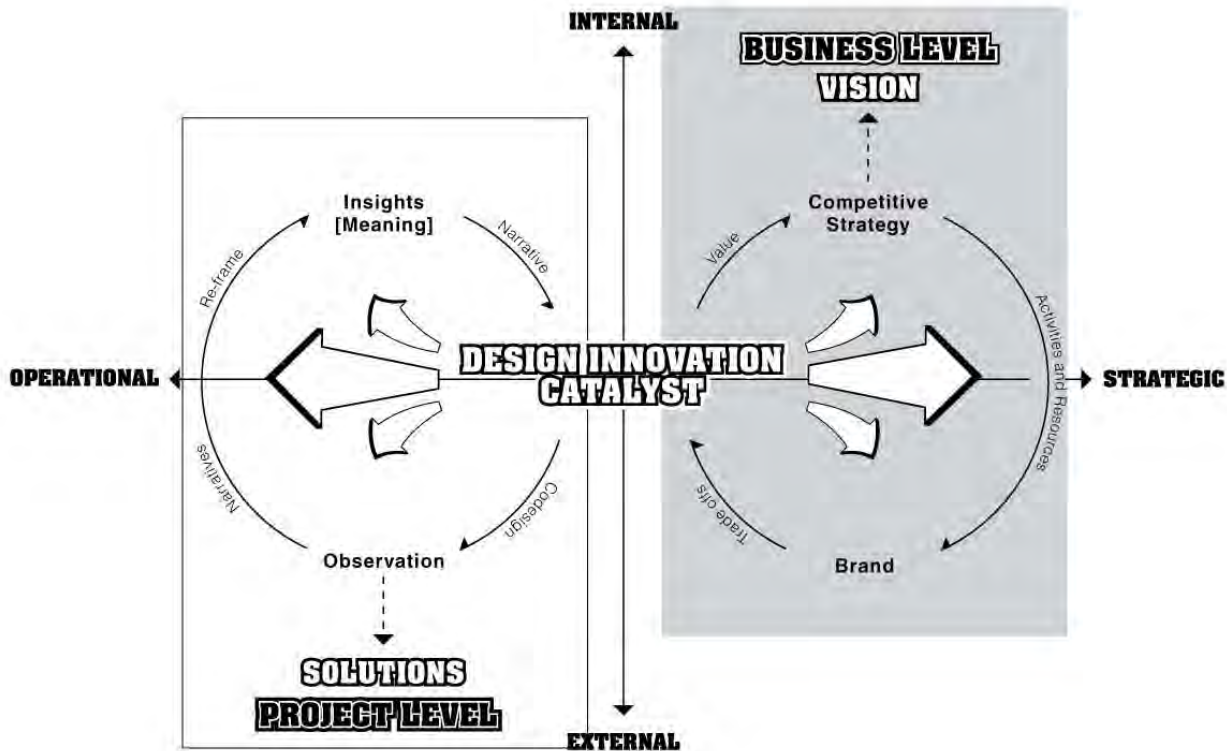 INTERNAL
BUSINESS LEVEL
VISION
Insights
[Meaning]
Competitive
Strategy
Re-frame
Narrative
Value
Activities and Resources
OPERATIONAL
DESIGN INNOVATION
CATALYST
STRATEGIC
Narratives
Codesign
Trade offs
Observation
Brand
SOLUTIONS
PROJECT LEVEL
EXTERNAL